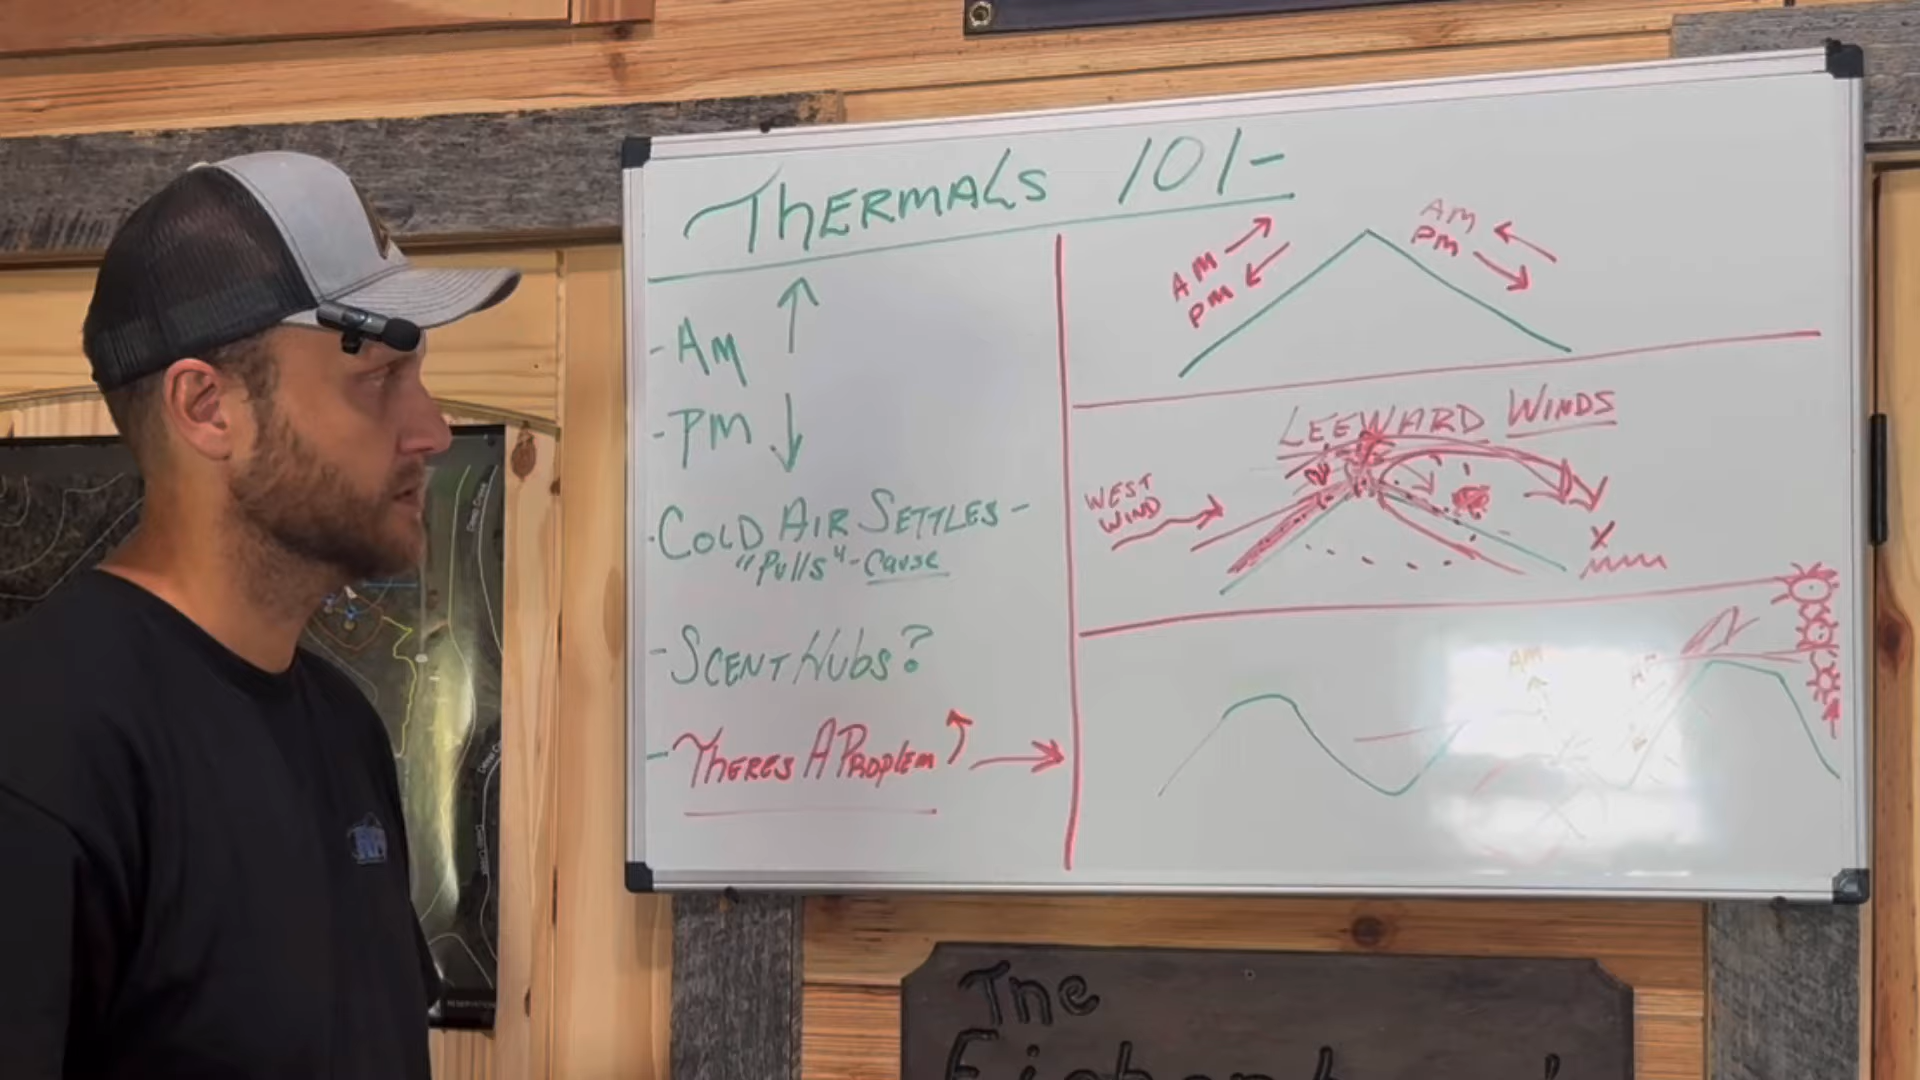 THERMALS 101-
- AM
- PM
- COLD AIR SETTLES -
"Pulls" - Cause
- SCENT HUBS?
- THERES A PROPLEM
AM
PM
AM
PM
LEEWARD WINDS
WEST
WIND
X
AM
The